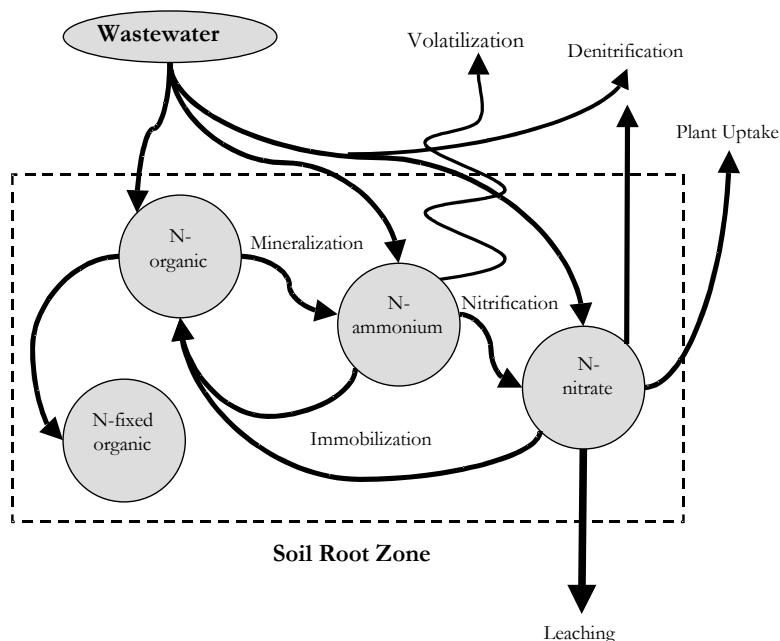 Wastewater
Volatilization
Denitrification
Plant Uptake
N-
organic
Mineralization
N-
ammonium
Nitrification
N-
nitrate
N-fixed
organic
Immobilization
Soil Root Zone
Leaching